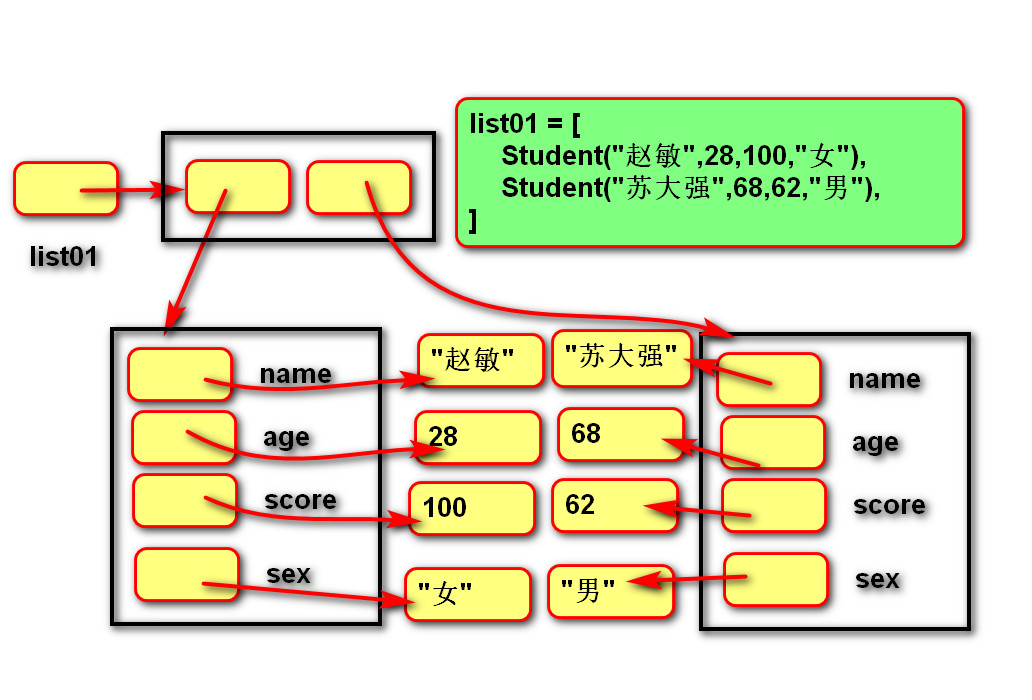 list01 = [
Student("赵敏",28,100,"女"),
Student("苏大强",68,62,"男"),
]
list01
name
"赵敏"
"苏大强"
name
age
28
68
age
score
100
62
score
sex
"女"
"男"
sex